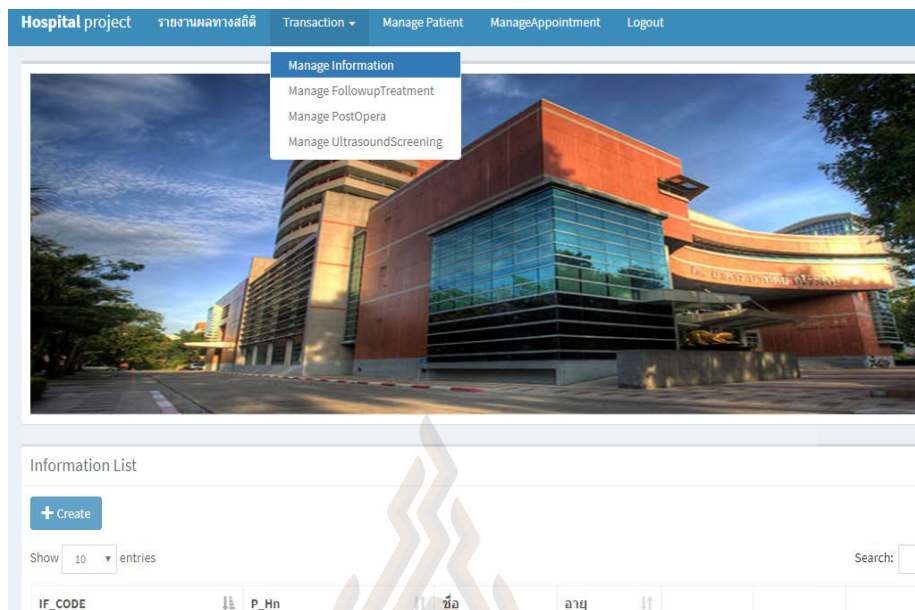 Hospital project รายงานผลทางสถิติ Transaction Manage Patient ManageAppointment Logout
Manage Information
Manage FollowupTreatment
Manage PostOpera
Manage UltrasoundScreening
Information List
+ Create
Show 10 entries Search:
IF_CODE P_Hn ชื่อ อายุ